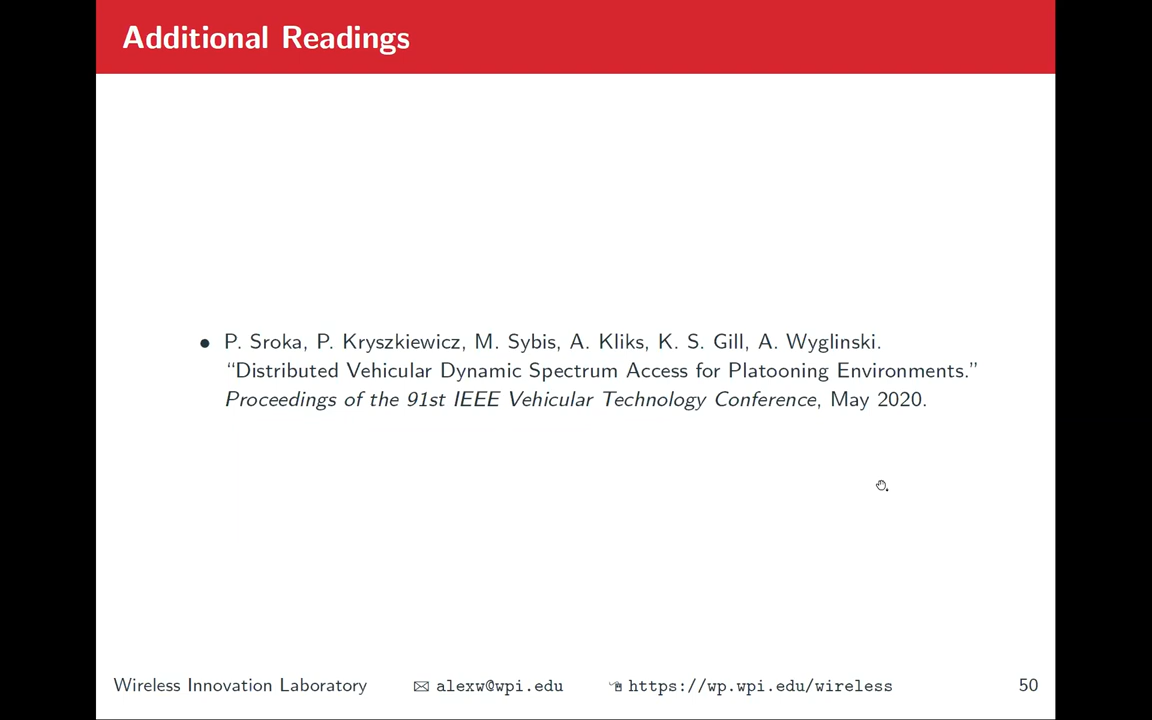 Additional Readings
• P. Sroka, P. Kryszkiewicz, M. Sybis, A. Kliks, K. S. Gill, A. Wyglinski.
“Distributed Vehicular Dynamic Spectrum Access for Platooning Environments.”
Proceedings of the 91st IEEE Vehicular Technology Conference, May 2020.
Wireless Innovation Laboratory alexw@wpi.edu https://wp.wpi.edu/wireless 50